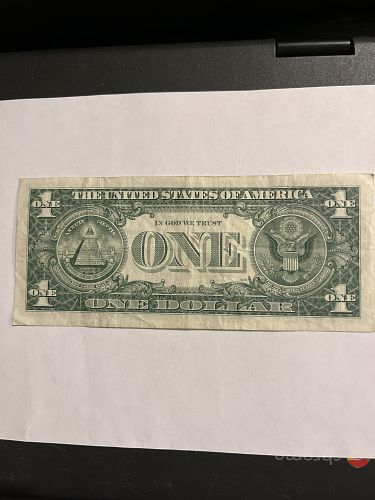 THE UNITED STATES OF AMERICA
1 ONE
1 ONE
IN GOD WE TRUST
ONE
1 ONE
1 ONE
ONE DOLLAR